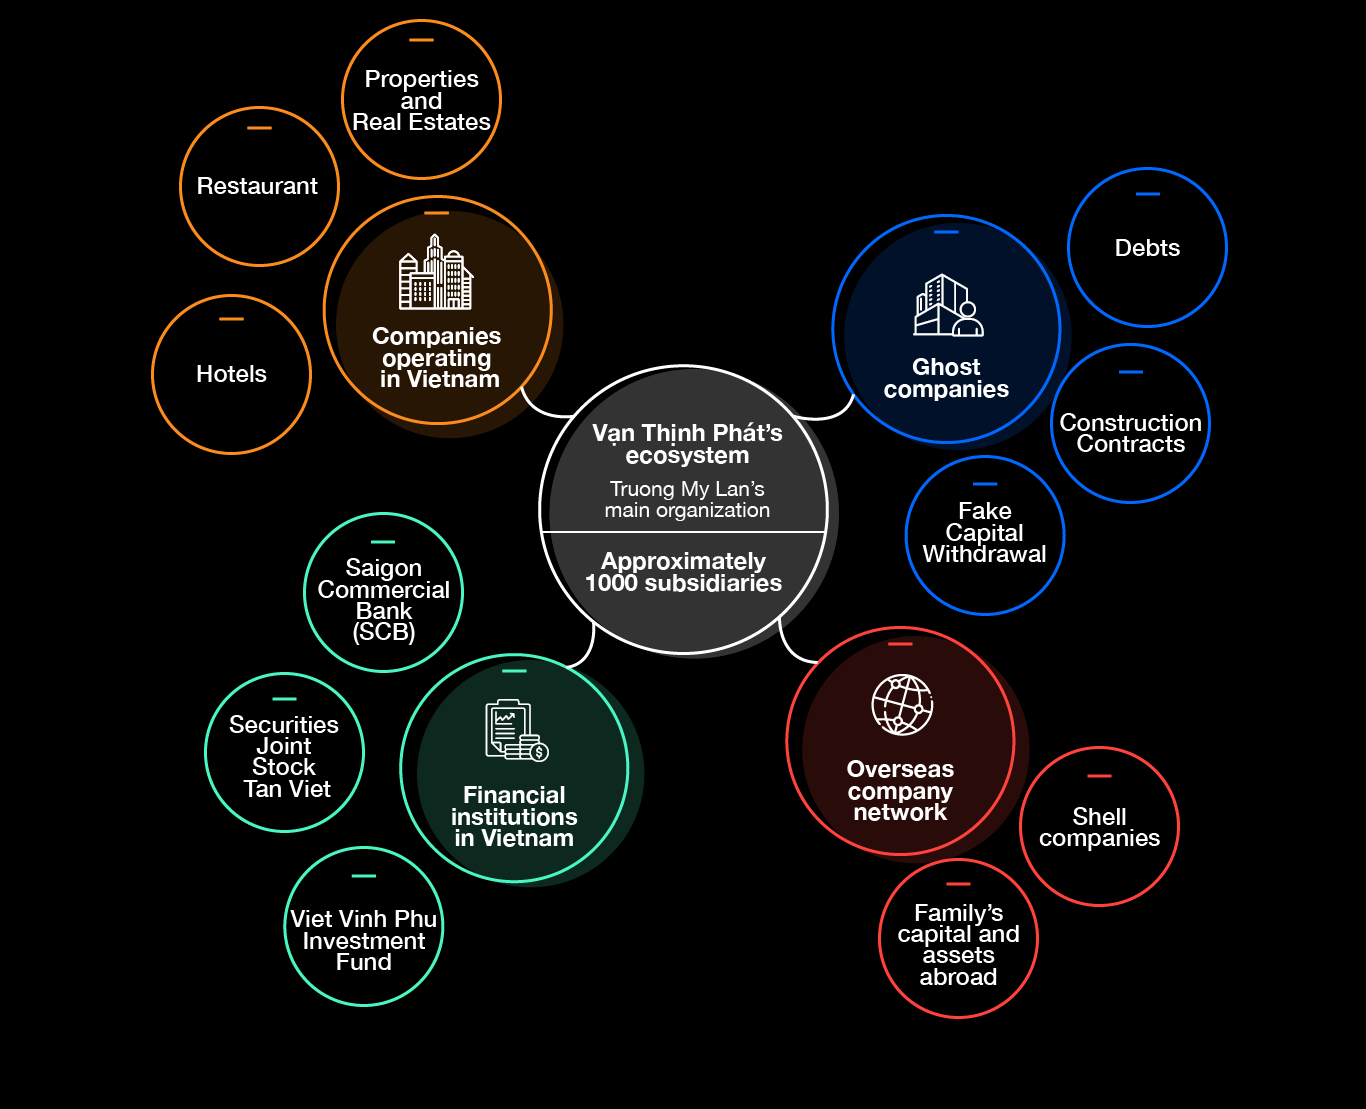 Properties
and
Real Estates
Restaurant
Hotels
Companies
operating
in Vietnam
Debts
Ghost
companies
Construction
Contracts
Fake
Capital
Withdrawal
Vạn Thịnh Phát’s
ecosystem
Truong My Lan’s
main organization
Approximately
1000 subsidiaries
Saigon
Commercial
Bank
(SCB)
Securities
Joint
Stock
Tan Viet
Financial
institutions
in Vietnam
Viet Vinh Phu
Investment
Fund
Overseas
company
network
Shell
companies
Family’s
capital and
assets
abroad